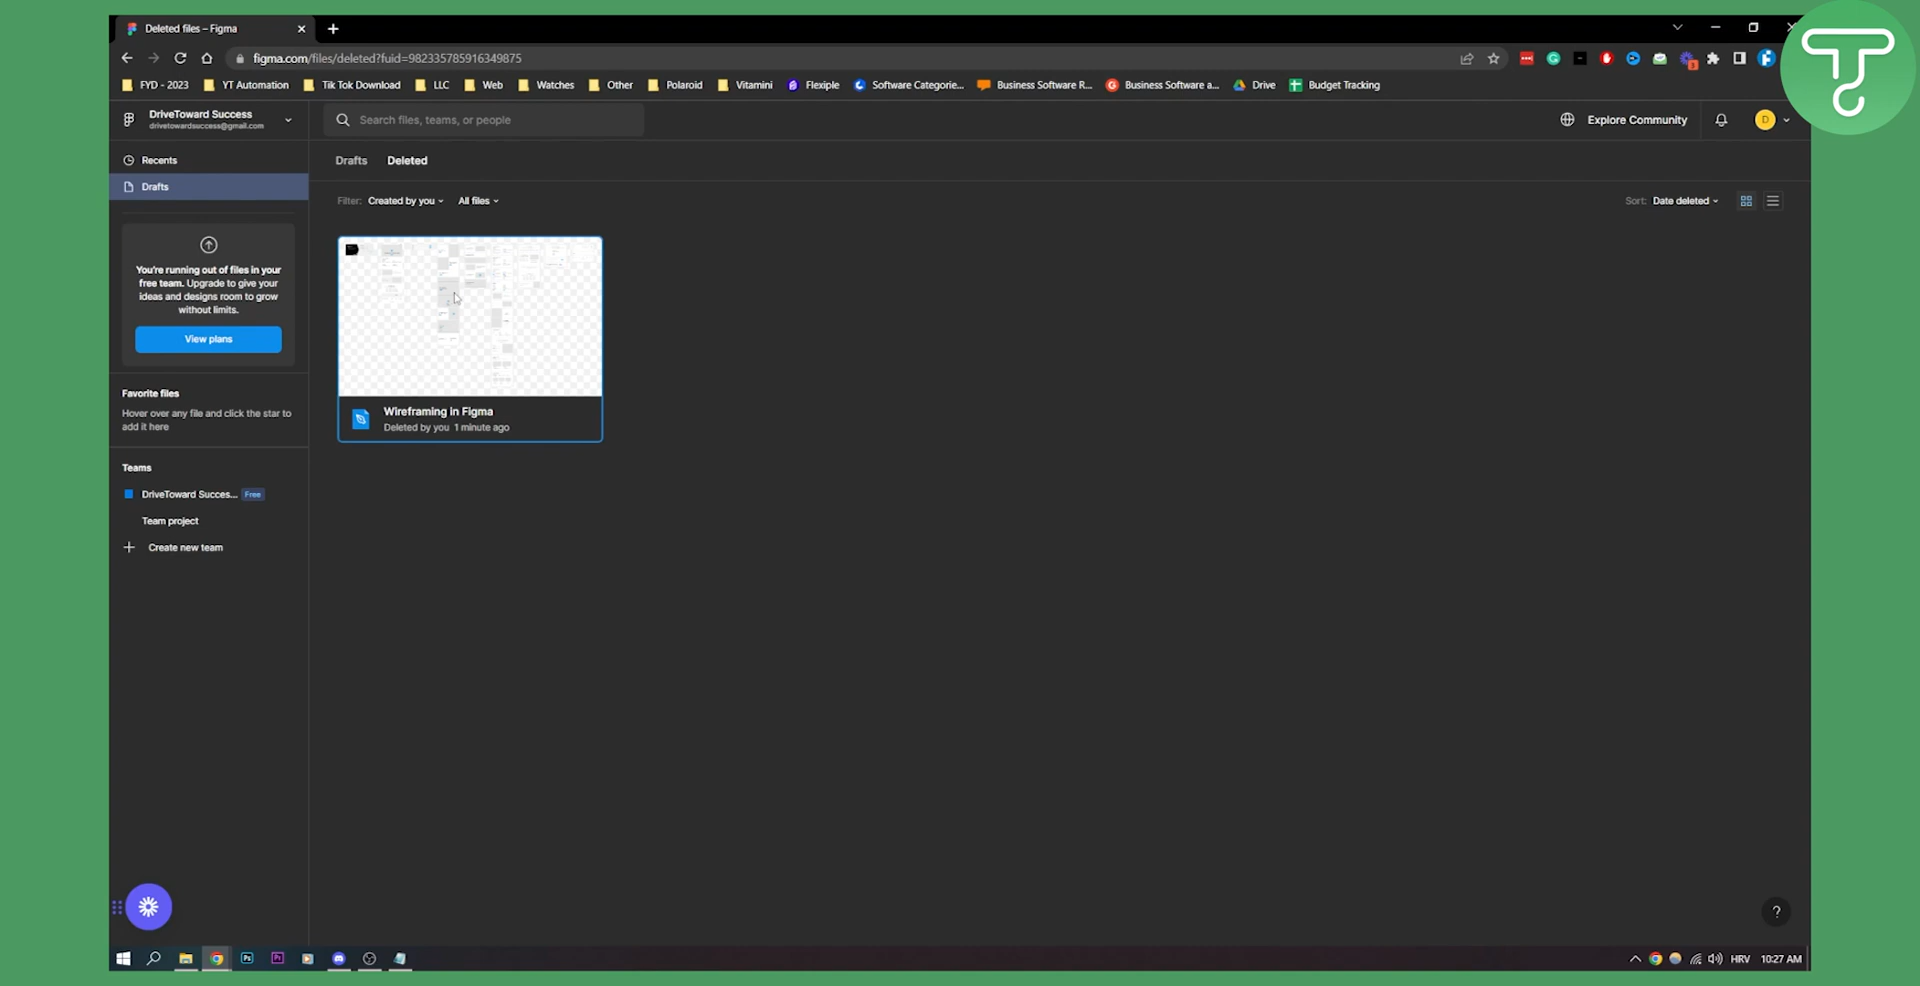 Deleted files – Figma
figma.com/files/deleted?fuid=982335785916349875
FYD - 2023 YT Automation Tik Tok Download LLC Web Watches Other Polaroid Vitamini Flexiple Software Categorie... Business Software R... Business Software a... Drive Budget Tracking
DriveToward Success
drivetowardsuccess@gmail.com
Search files, teams, or people
Explore Community
D
Recents
Drafts
You're running out of files in your
free team. Upgrade to give your
ideas and designs room to grow
without limits.
View plans
Favorite files
Hover over any file and click the star to
add it here
Teams
DriveToward Succes... Free
Team project
Create new team
Drafts Deleted
Filter: Created by you All files
Sort: Date deleted
Wireframing in Figma
Deleted by you 1 minute ago
?
Ps
Pr
HRV 10:27 AM